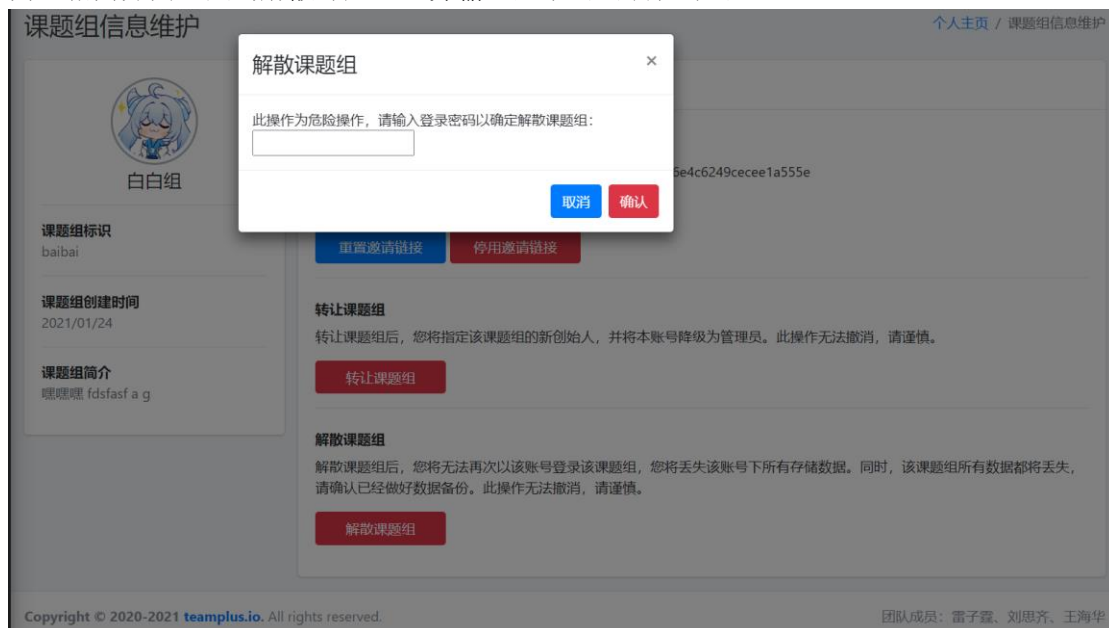 课题组信息维护
个人主页 / 课题组信息维护
解散课题组
×
此操作为危险操作，请输入登录密码以确定解散课题组：
取消
确认
白白组
课题组标识
baibai
课题组创建时间
2021/01/24
课题组简介
嘿嘿嘿 fdsfasf a g
5e4c6249cecee1a555e
重置邀请链接
停用邀请链接
转让课题组
转让课题组后，您将指定该课题组的新创始人，并将本账号降级为管理员。此操作无法撤消，请谨慎。
转让课题组
解散课题组
解散课题组后，您将无法再次以该账号登录该课题组，您将丢失该账号下所有存储数据。同时，该课题组所有数据都将丢失，
请确认已经做好数据备份。此操作无法撤消，请谨慎。
解散课题组
Copyright © 2020-2021 teamplus.io. All rights reserved.
团队成员：雷子霆、刘思齐、王海华